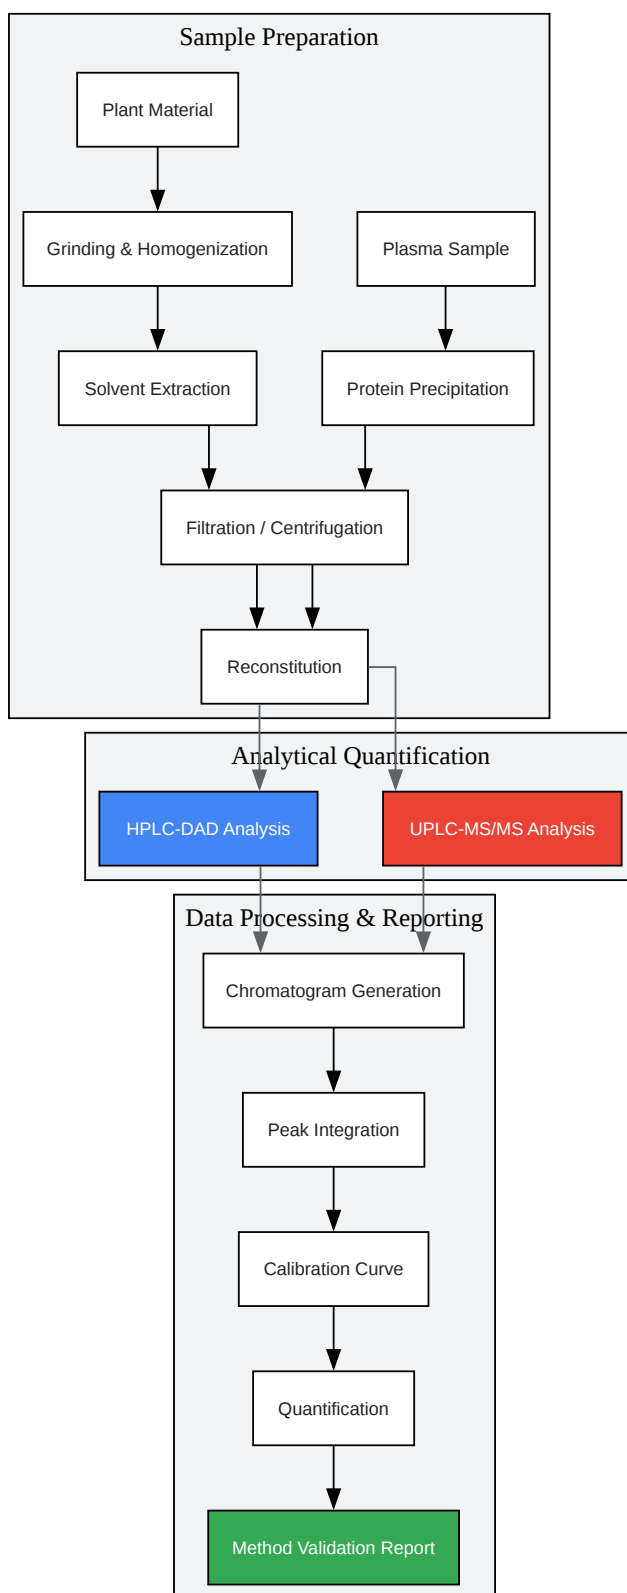 Sample Preparation
Plant Material
Grinding & Homogenization
Plasma Sample
Solvent Extraction
Protein Precipitation
Filtration / Centrifugation
Reconstitution
Analytical Quantification
HPLC-DAD Analysis
UPLC-MS/MS Analysis
Data Processing & Reporting
Chromatogram Generation
Peak Integration
Calibration Curve
Quantification
Method Validation Report